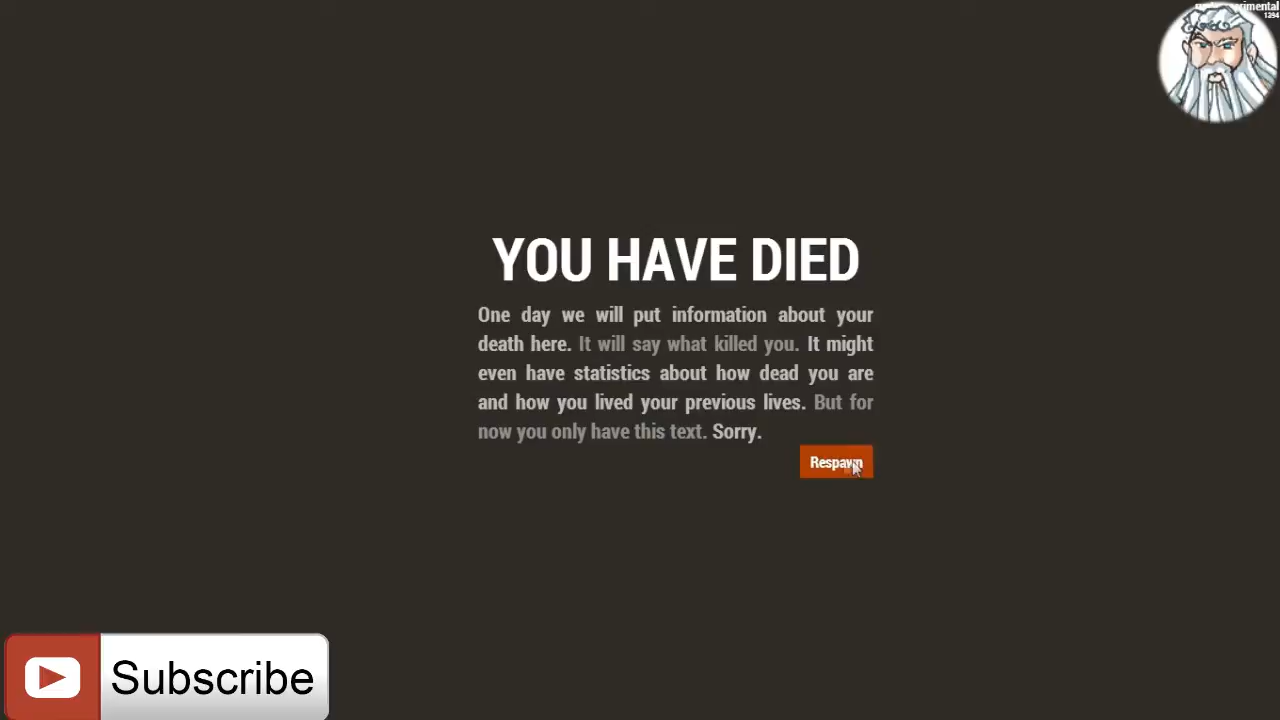 1294
YOU HAVE DIED
One day we will put information about your
death here. It will say what killed you. It might
even have statistics about how dead you are
and how you lived your previous lives. But for
now you only have this text. Sorry.
Respawn
Subscribe